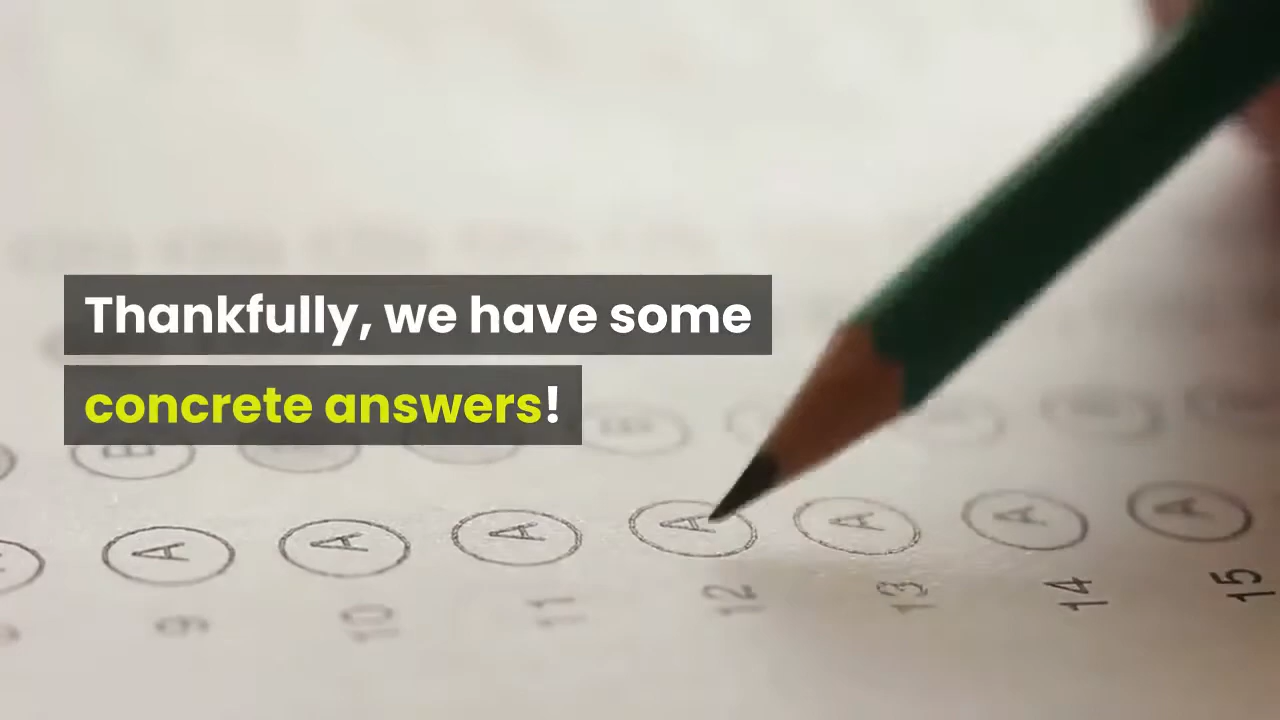 Thankfully, we have some
concrete answers!
B B
A A A A A A A
9 10 11 12 13 14 15